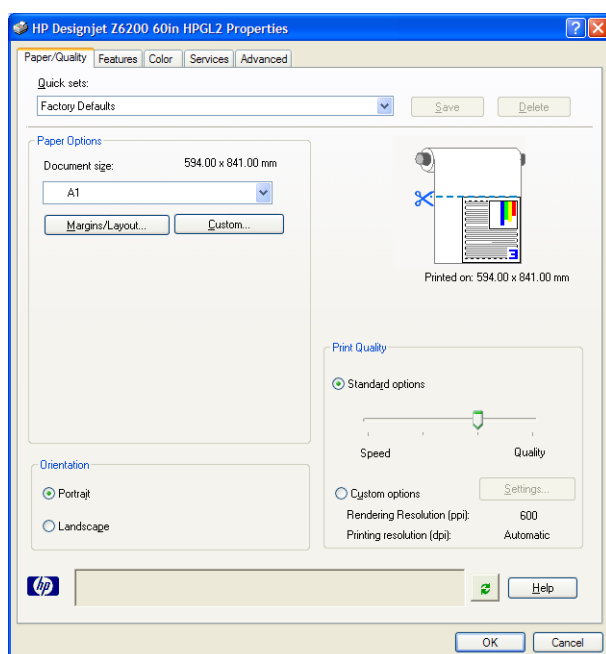 HP Designjet Z6200 60in HPGL2 Properties
Paper/Quality Features Color Services Advanced
Quick sets:
Factory Defaults Save Delete
Paper Options
Document size: 594.00 x 841.00 mm
A1
Margins/Layout... Custom...
3
Printed on: 594.00 x 841.00 mm
Print Quality
Standard options
Speed Quality
Orientation
Portrait
Landscape
Custom options Settings...
Rendering Resolution (ppi): 600
Printing resolution (dpi): Automatic
hp Help
OK Cancel